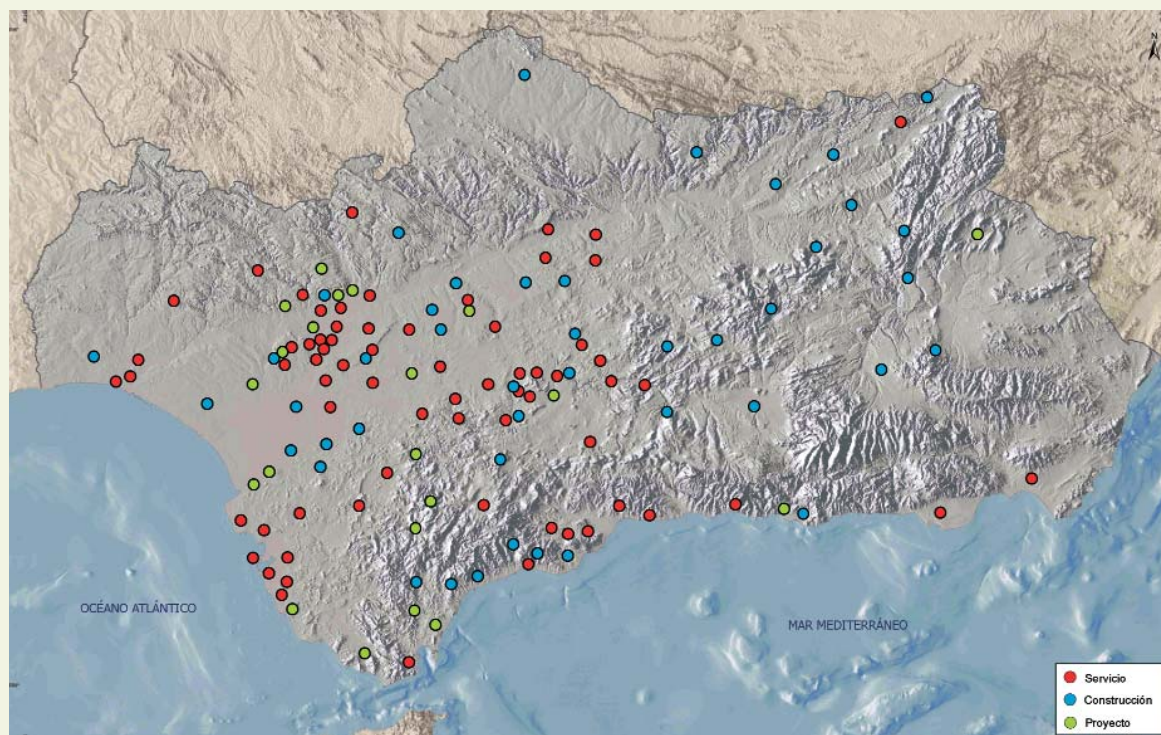 N
OCÉANO ATLÁNTICO
MAR MEDITERRÁNEO
Servicio
Construcción
Proyecto